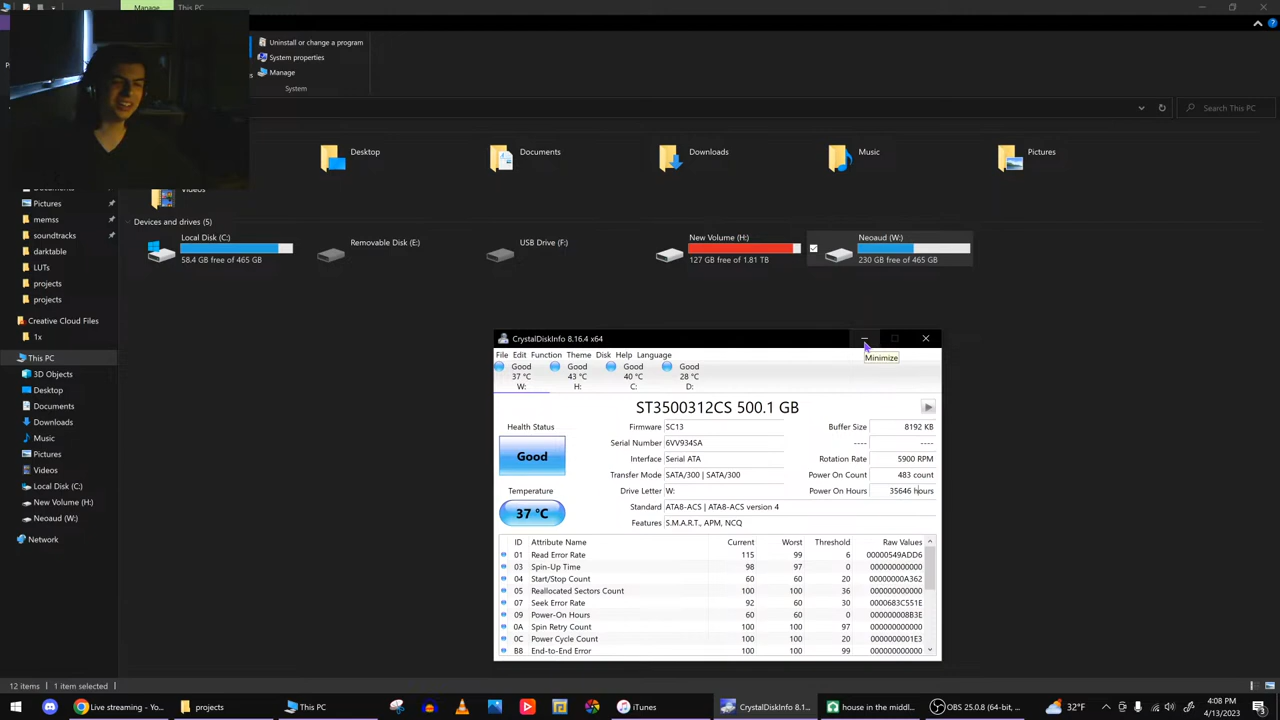 Manage This PC
Uninstall or change a program
System properties
Manage
System
Search This PC
Desktop
Documents
Downloads
Music
Pictures
Videos
Devices and drives (5)
Local Disk (C:)
58.4 GB free of 465 GB
Removable Disk (E:)
USB Drive (F:)
New Volume (H:)
127 GB free of 1.81 TB
Neoaud (W:)
230 GB free of 465 GB
Documents
Pictures
memss
soundtracks
darktable
LUTs
projects
projects
Creative Cloud Files
1x
This PC
3D Objects
Desktop
Documents
Downloads
Music
Pictures
Videos
Local Disk (C:)
New Volume (H:)
Neoaud (W:)
Network
CrystalDiskInfo 8.16.4 x64
Minimize
File Edit Function Theme Disk Help Language
Good Good Good Good
37 °C 43 °C 40 °C 28 °C
W: H: C: D:
ST3500312CS 500.1 GB
Health Status
Good
Temperature
37 °C
Firmware SC13
Serial Number 6VV934SA
Interface Serial ATA
Transfer Mode SATA/300 | SATA/300
Drive Letter W:
Standard ATA8-ACS | ATA8-ACS version 4
Features S.M.A.R.T., APM, NCQ
Buffer Size 8192 KB
---- ----
Rotation Rate 5900 RPM
Power On Count 483 count
Power On Hours 35646 hours
ID Attribute Name Current Worst Threshold Raw Values
01 Read Error Rate 115 99 6 00000549ADD6
03 Spin-Up Time 98 97 0 000000000000
04 Start/Stop Count 60 60 20 00000000A362
05 Reallocated Sectors Count 100 100 36 000000000000
07 Seek Error Rate 92 60 30 0000683C551E
09 Power-On Hours 60 60 0 000000008B3E
0A Spin Retry Count 100 100 97 000000000000
0C Power Cycle Count 100 100 20 0000000001E3
B8 End-to-End Error 100 100 99 000000000000
12 items 1 item selected
Live streaming - Yo... projects This PC iTunes CrystalDiskInfo 8.1... house in the middl... OBS 25.0.8 (64-bit, ... 32°F
4:08 PM
4/13/2023